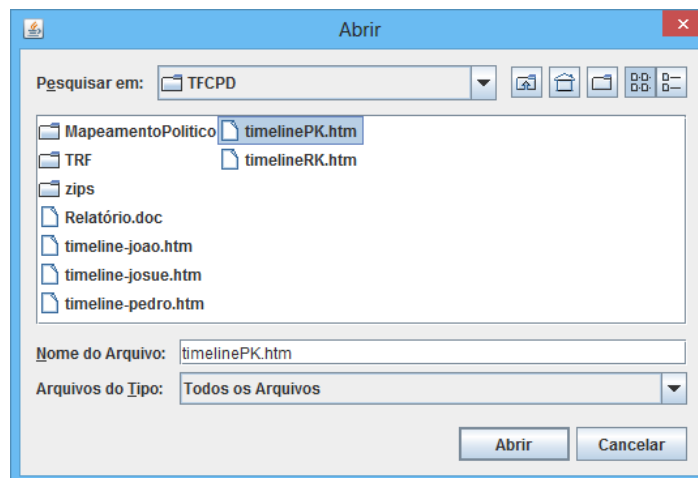 Abrir
Pesquisar em: TFCPD
MapeamentoPolitico
TRF
zips
Relatório.doc
timeline-joao.htm
timeline-josue.htm
timeline-pedro.htm
timelinePK.htm
timelineRK.htm
Nome do Arquivo: timelinePK.htm
Arquivos do Tipo: Todos os Arquivos
Abrir Cancelar